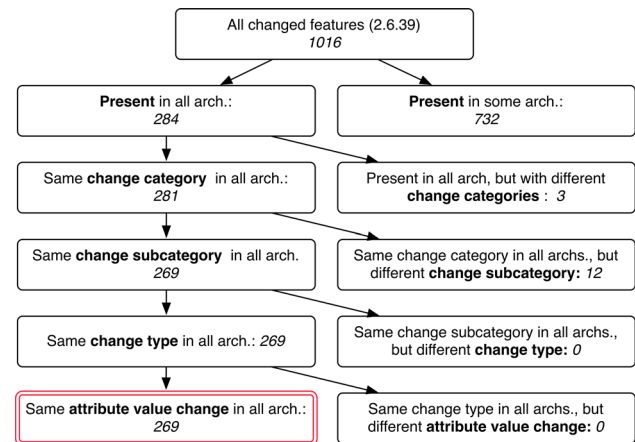 All changed features (2.6.39)
1016
Present in all arch.:
284
Present in some arch.:
732
Same change category in all arch.:
281
Present in all arch, but with different
change categories : 3
Same change subcategory in all arch.
269
Same change category in all archs., but
different change subcategory: 12
Same change type in all arch.: 269
Same change subcategory in all archs.,
but different change type: 0
Same attribute value change in all arch.:
269
Same change type in all archs., but
different attribute value change: 0